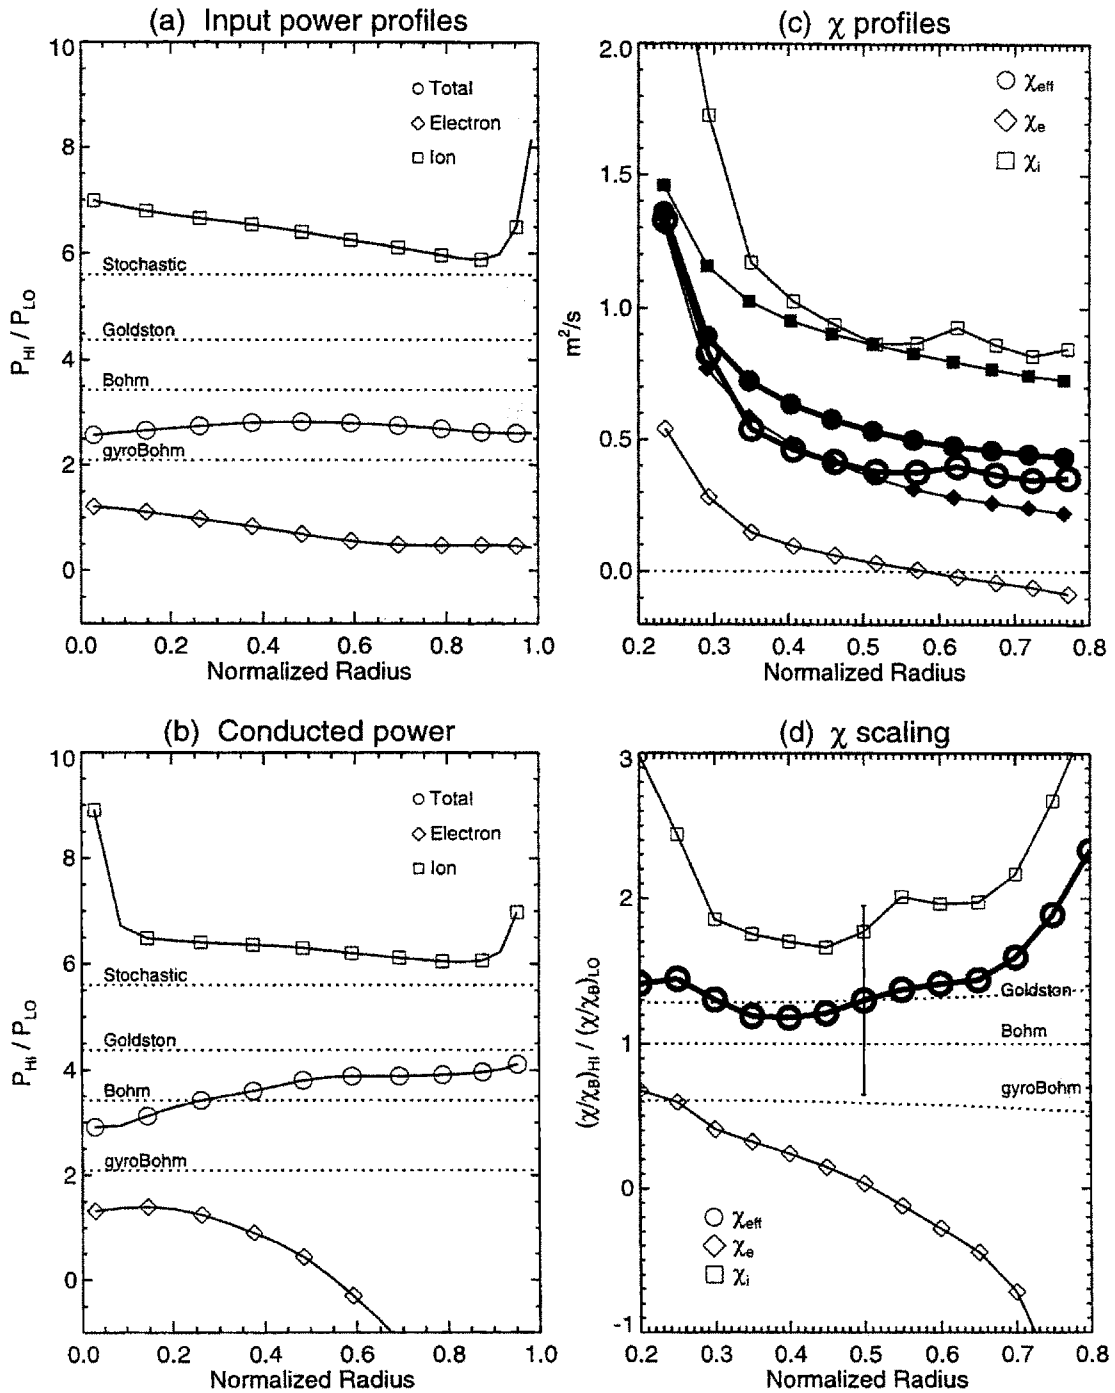 (a) Input power profiles
10
8
6
4
2
0
P_HI / P_LO
Total
Electron
Ion
Stochastic
Goldston
Bohm
gyroBohm
0.0 0.2 0.4 0.6 0.8 1.0
Normalized Radius
(c) χ profiles
2.0
1.5
1.0
0.5
0.0
m²/s
χ_eff
χ_e
χ_i
0.2 0.3 0.4 0.5 0.6 0.7 0.8
Normalized Radius
(b) Conducted power
10
8
6
4
2
0
P_HI / P_LO
Total
Electron
Ion
Stochastic
Goldston
Bohm
gyroBohm
0.0 0.2 0.4 0.6 0.8 1.0
Normalized Radius
(d) χ scaling
3
2
1
0
-1
(χ/χ_B)_HI / (χ/χ_B)_LO
Goldston
Bohm
gyroBohm
χ_eff
χ_e
χ_i
0.2 0.3 0.4 0.5 0.6 0.7 0.8
Normalized Radius